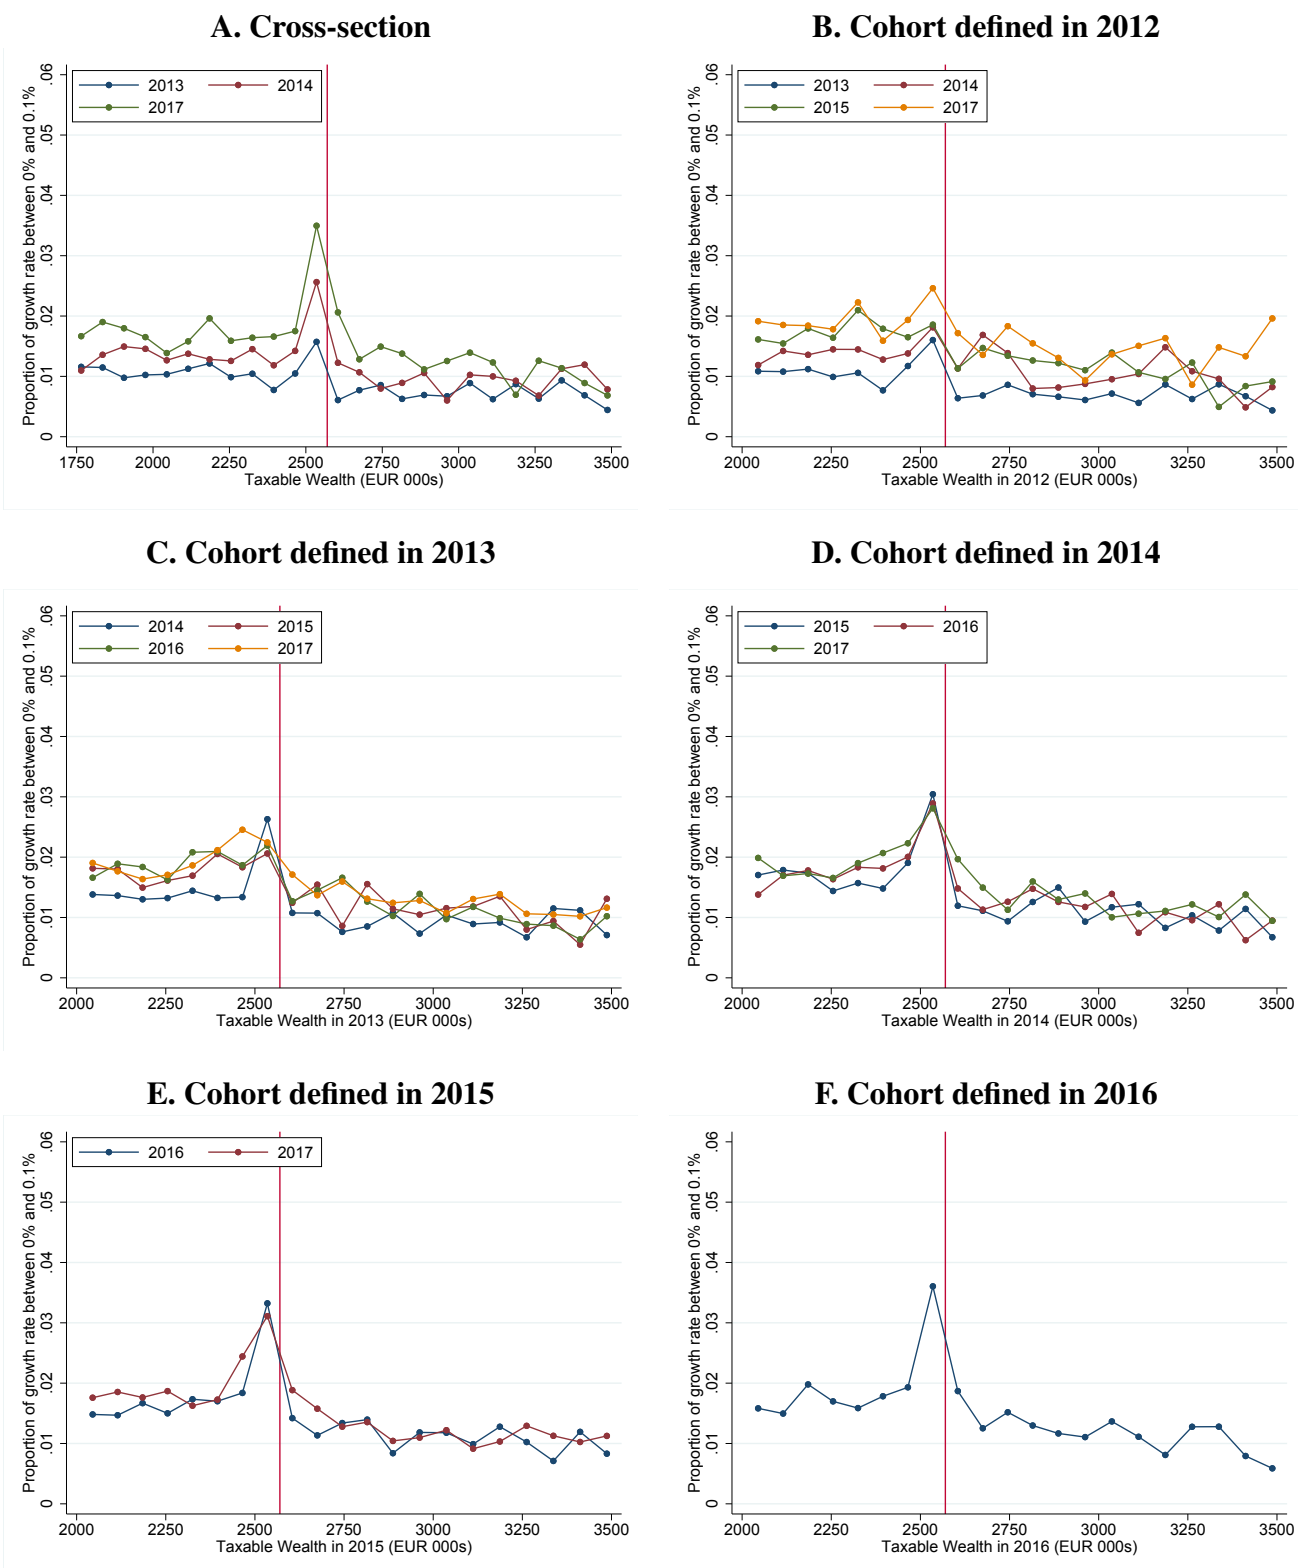 A. Cross-section
2013 2014
2017
Proportion of growth rate between 0% and 0.1%
0 .01 .02 .03 .04 .05 .06
1750 2000 2250 2500 2750 3000 3250 3500
Taxable Wealth (EUR 000s)
B. Cohort defined in 2012
2013 2014
2015 2017
Proportion of growth rate between 0% and 0.1%
0 .01 .02 .03 .04 .05 .06
2000 2250 2500 2750 3000 3250 3500
Taxable Wealth in 2012 (EUR 000s)
C. Cohort defined in 2013
2014 2015
2016 2017
Proportion of growth rate between 0% and 0.1%
0 .01 .02 .03 .04 .05 .06
2000 2250 2500 2750 3000 3250 3500
Taxable Wealth in 2013 (EUR 000s)
D. Cohort defined in 2014
2015 2016
2017
Proportion of growth rate between 0% and 0.1%
0 .01 .02 .03 .04 .05 .06
2000 2250 2500 2750 3000 3250 3500
Taxable Wealth in 2014 (EUR 000s)
E. Cohort defined in 2015
2016 2017
Proportion of growth rate between 0% and 0.1%
0 .01 .02 .03 .04 .05 .06
2000 2250 2500 2750 3000 3250 3500
Taxable Wealth in 2015 (EUR 000s)
F. Cohort defined in 2016
Proportion of growth rate between 0% and 0.1%
0 .01 .02 .03 .04 .05 .06
2000 2250 2500 2750 3000 3250 3500
Taxable Wealth in 2016 (EUR 000s)